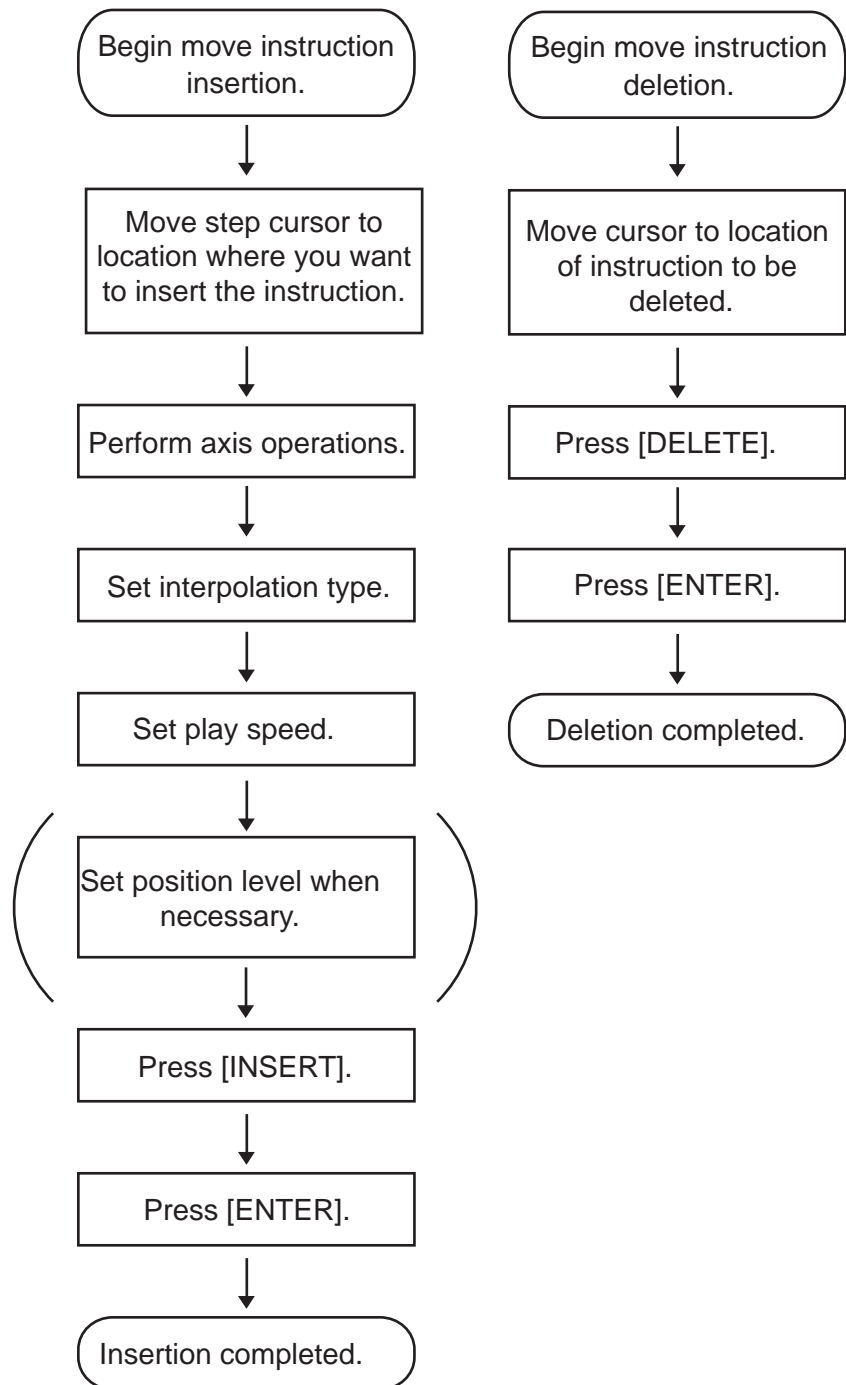 Begin move instruction
insertion.
Move step cursor to
location where you want
to insert the instruction.
Perform axis operations.
Set interpolation type.
Set play speed.
Set position level when
necessary.
Press [INSERT].
Press [ENTER].
Insertion completed.
Begin move instruction
deletion.
Move cursor to location
of instruction to be
deleted.
Press [DELETE].
Press [ENTER].
Deletion completed.